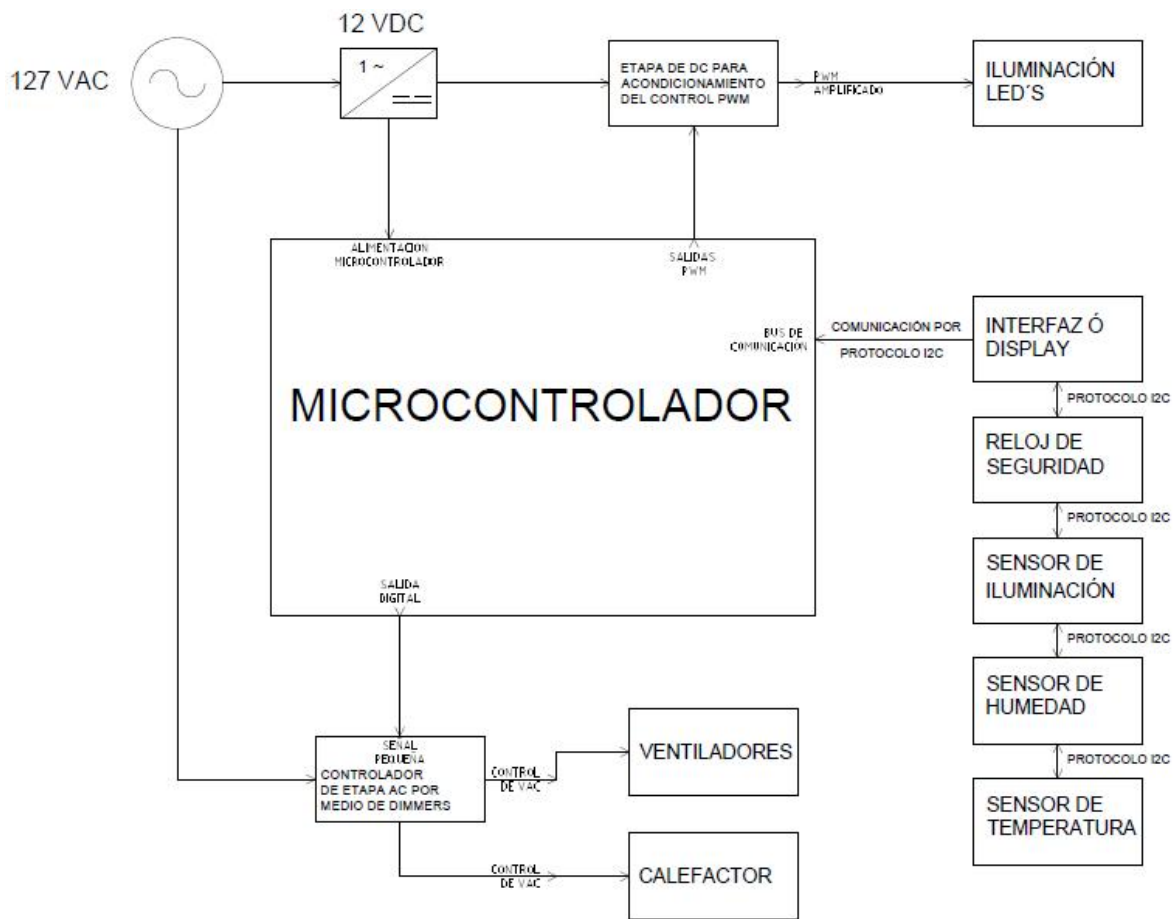 12 VDC
127 VAC
1 ~
ETAPA DE DC PARA
ACONDICIONAMIENTO
DEL CONTROL PWM
PWM
AMPLIFICADO
ILUMINACIÓN
LED´S
ALIMENTACION
MICROCONTROLADOR
SALIDAS
PWM
BUS DE
COMUNICACIÓN
COMUNICACIÓN POR
PROTOCOLO I2C
INTERFAZ Ó
DISPLAY
PROTOCOLO I2C
MICROCONTROLADOR
RELOJ DE
SEGURIDAD
PROTOCOLO I2C
SENSOR DE
ILUMINACIÓN
PROTOCOLO I2C
SENSOR DE
HUMEDAD
PROTOCOLO I2C
SENSOR DE
TEMPERATURA
SALIDA
DIGITAL
SEÑAL
PEQUEÑA
CONTROLADOR
DE ETAPA AC POR
MEDIO DE DIMMERS
CONTROL
DE VAC
VENTILADORES
CONTROL
DE VAC
CALEFACTOR